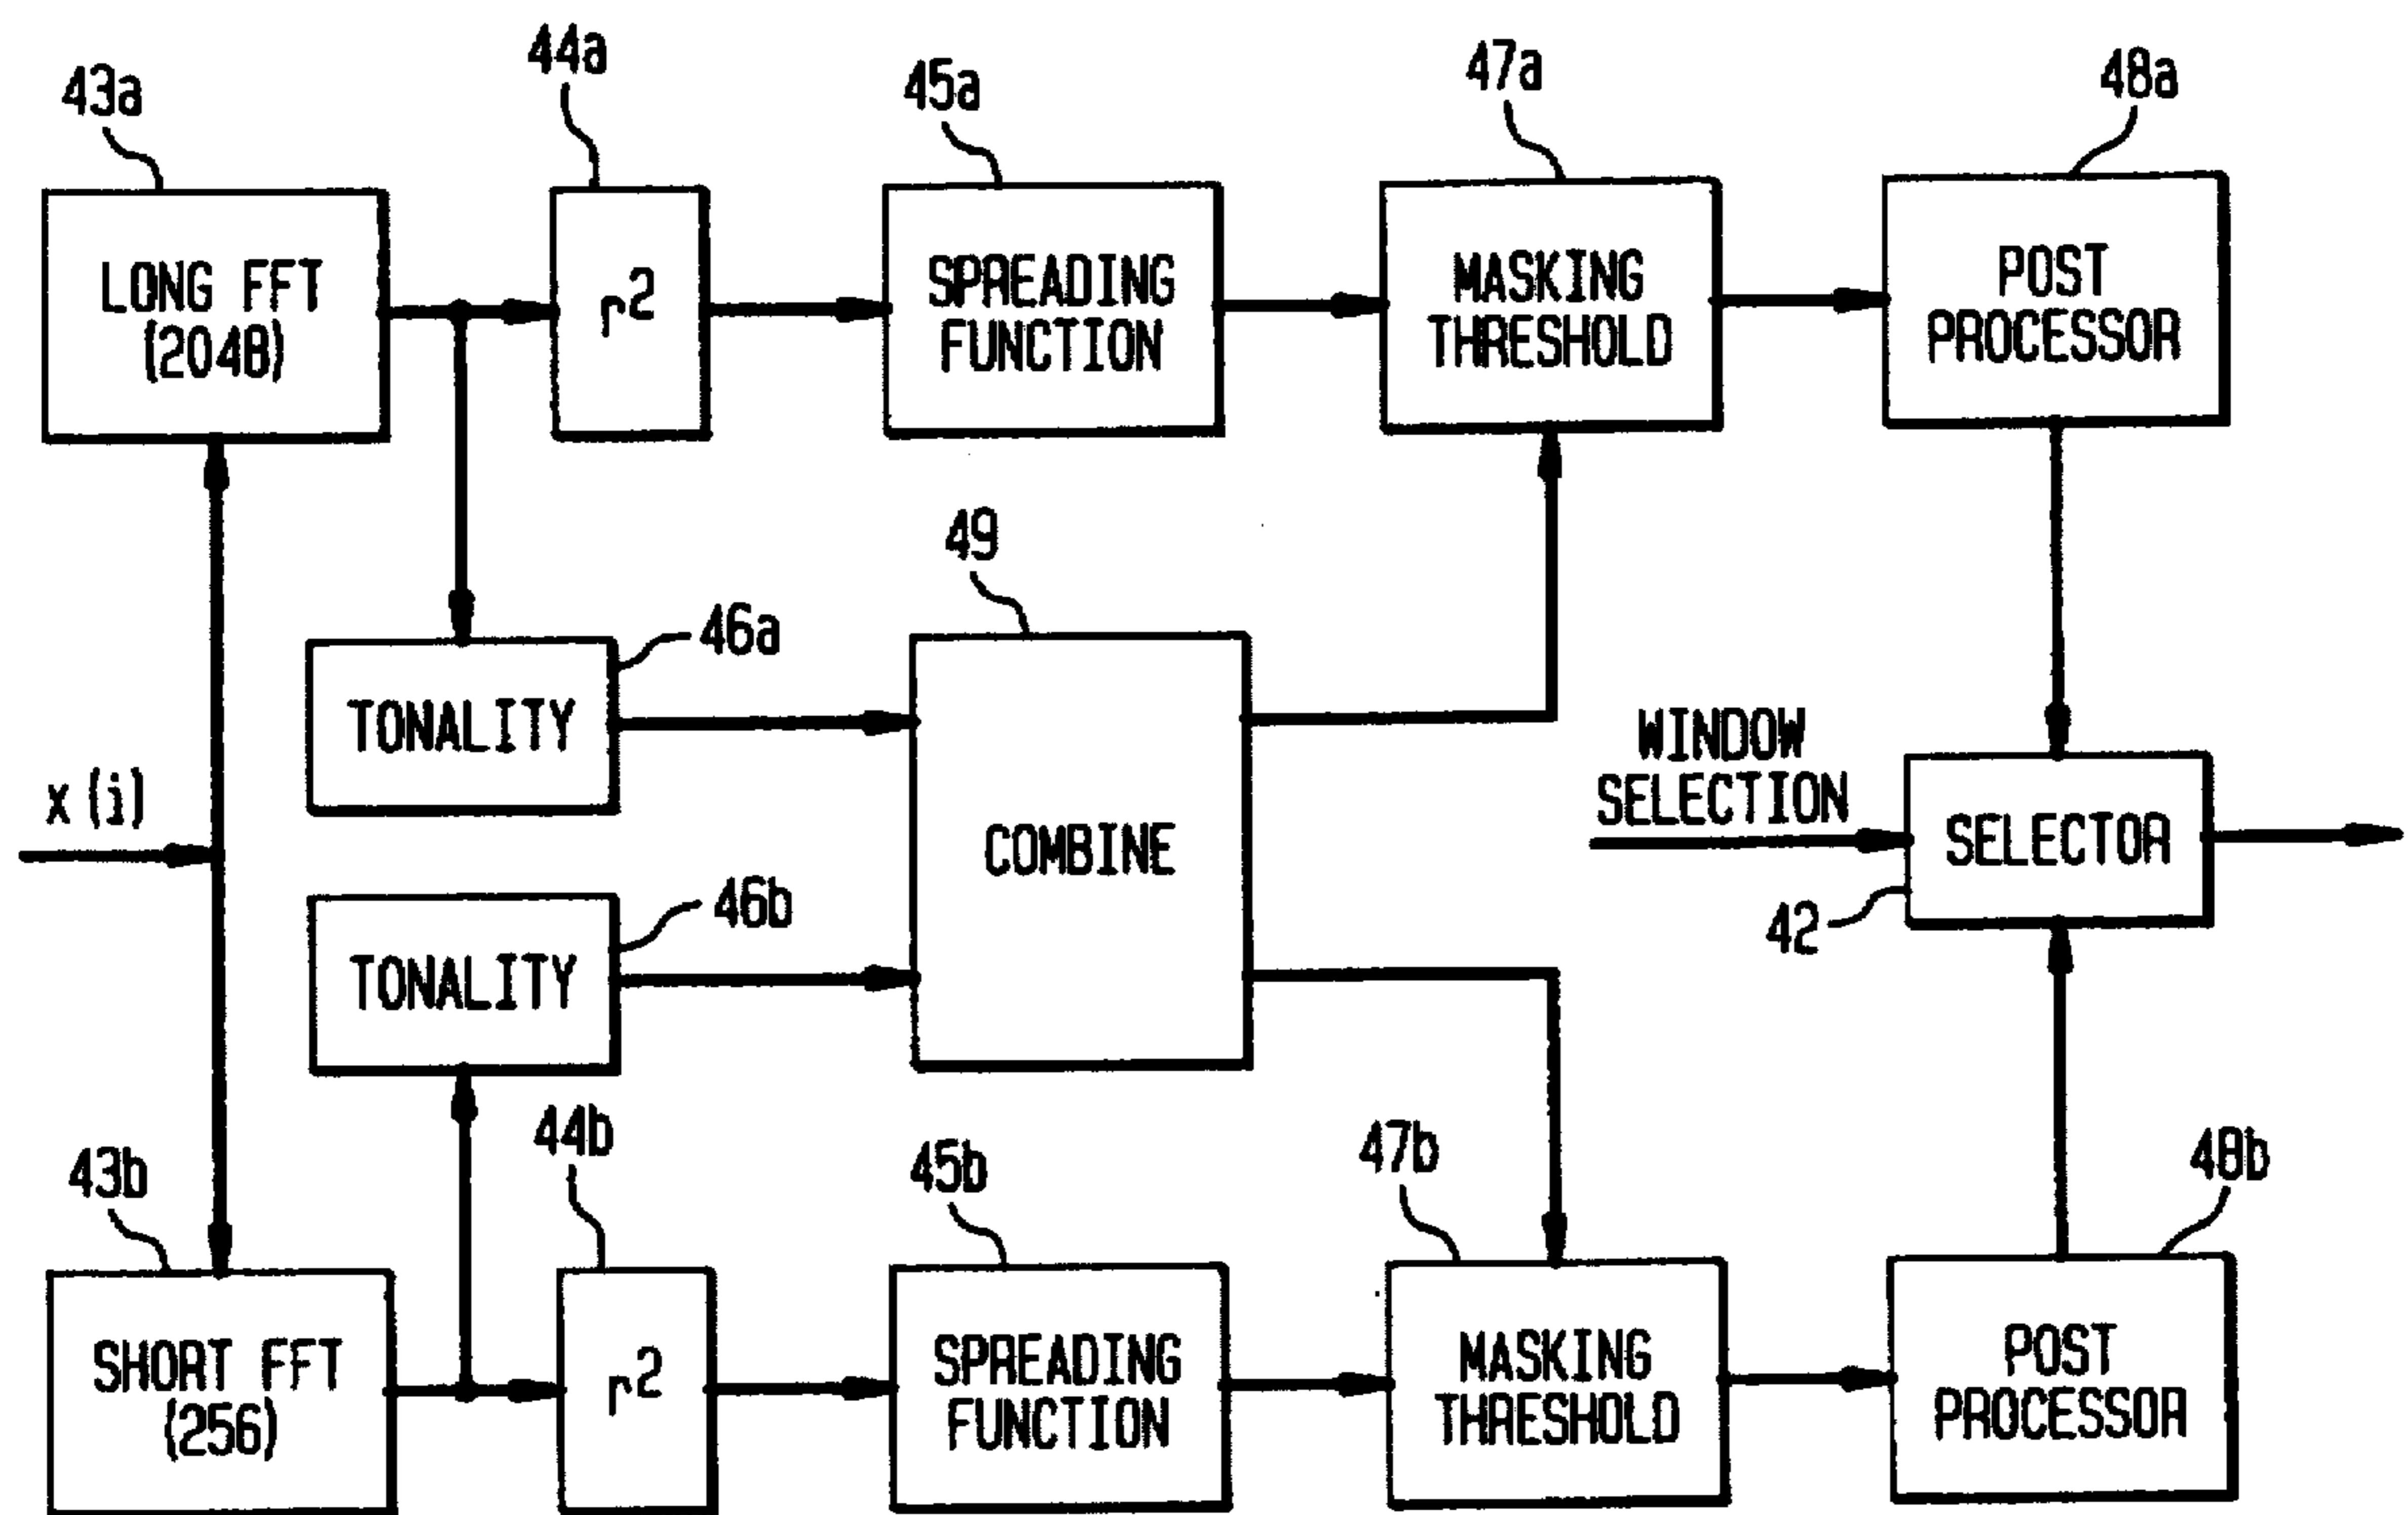 43a
44a
45a
47a
48a
LONG FFT
(2048)
r2
SPREADING
FUNCTION
MASKING
THRESHOLD
POST
PROCESSOR
49
46a
TONALITY
x(i)
46b
TONALITY
COMBINE
WINDOW
SELECTION
SELECTOR
42
43b
44b
45b
47b
48b
SHORT FFT
(256)
r2
SPREADING
FUNCTION
MASKING
THRESHOLD
POST
PROCESSOR